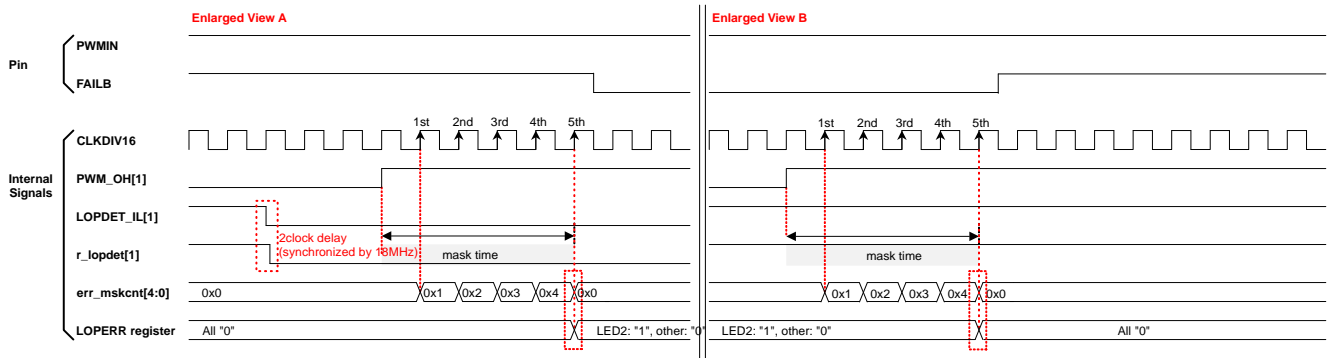 Enlarged View A
Enlarged View B
Pin
PWMIN
FAILB
1st 2nd 3rd 4th 5th
1st 2nd 3rd 4th 5th
CLKDIV16
Internal
Signals
PWM_OH[1]
LOPDET_IL[1]
2clock delay
(synchronized by 18MHz)
r_lopdet[1]
mask time
mask time
err_mskcnt[4:0]
0x0 0x1 0x2 0x3 0x4 0x0
0x1 0x2 0x3 0x4 0x0
LOPERR register
All "0"
LED2: "1", other: "0"
LED2: "1", other: "0"
All "0"